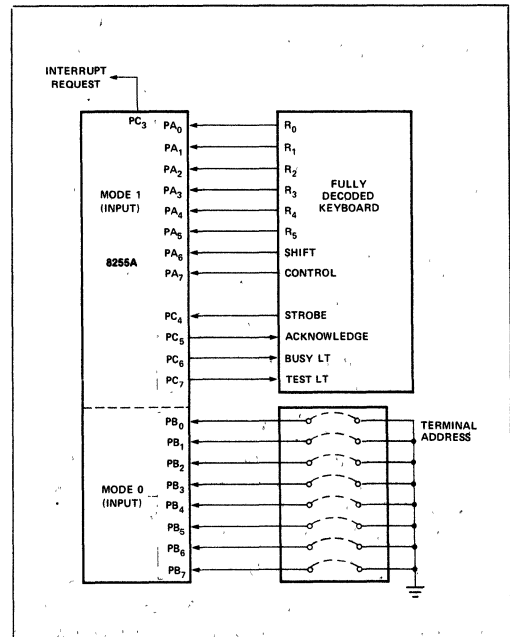 INTERRUPT
REQUEST
PC3
PA0
PA1
PA2
PA3
PA4
PA5
PA6
PA7
MODE 1
(INPUT)
8255A
PC4
PC5
PC6
PC7
R0
R1
R2
R3
R4
R5
SHIFT
CONTROL
FULLY
DECODED
KEYBOARD
STROBE
ACKNOWLEDGE
BUSY LT
TEST LT
MODE 0
(INPUT)
PB0
PB1
PB2
PB3
PB4
PB5
PB6
PB7
TERMINAL
ADDRESS